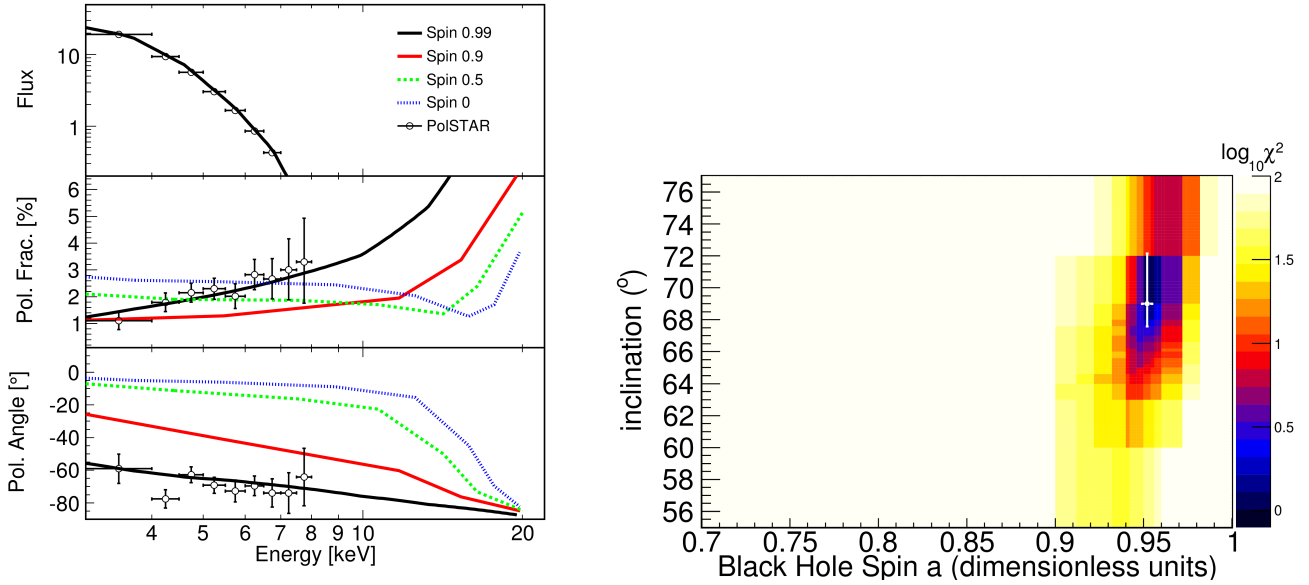 Flux
10
1
Spin 0.99
Spin 0.9
Spin 0.5
Spin 0
PolSTAR
Pol. Frac. [%]
6
5
4
3
2
1
Pol. Angle [°]
0
-20
-40
-60
-80
4 5 6 7 8 9 10 20
Energy [keV]
log₁₀χ²
inclination (°)
76
74
72
70
68
66
64
62
60
58
56
0.7 0.75 0.8 0.85 0.9 0.95 1
Black Hole Spin a (dimensionless units)
2
1.5
1
0.5
0